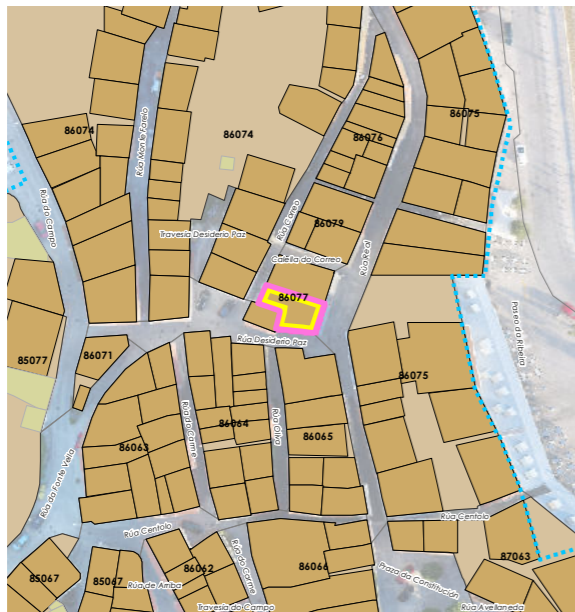 86075
86074
Rúa Monte Farelo
86074
86076
Rúa do Campo
Rúa Correo
86079
Travesía Desiderio Paz
Rúa Real
Calella do Correo
86077
Paseo da Ribeira
Rúa Desiderio Paz
85077
86071
86075
Rúa do Carme
86064
Rúa Oliva
86065
86063
Rúa da Fonte Vella
Rúa Centolo
Rúa Centolo
87063
86062
Rúa do Carme
86066
85067
85067
Rúa de Arriba
Praza da Constitución
Travesía do Campo
Rúa Avellaneda